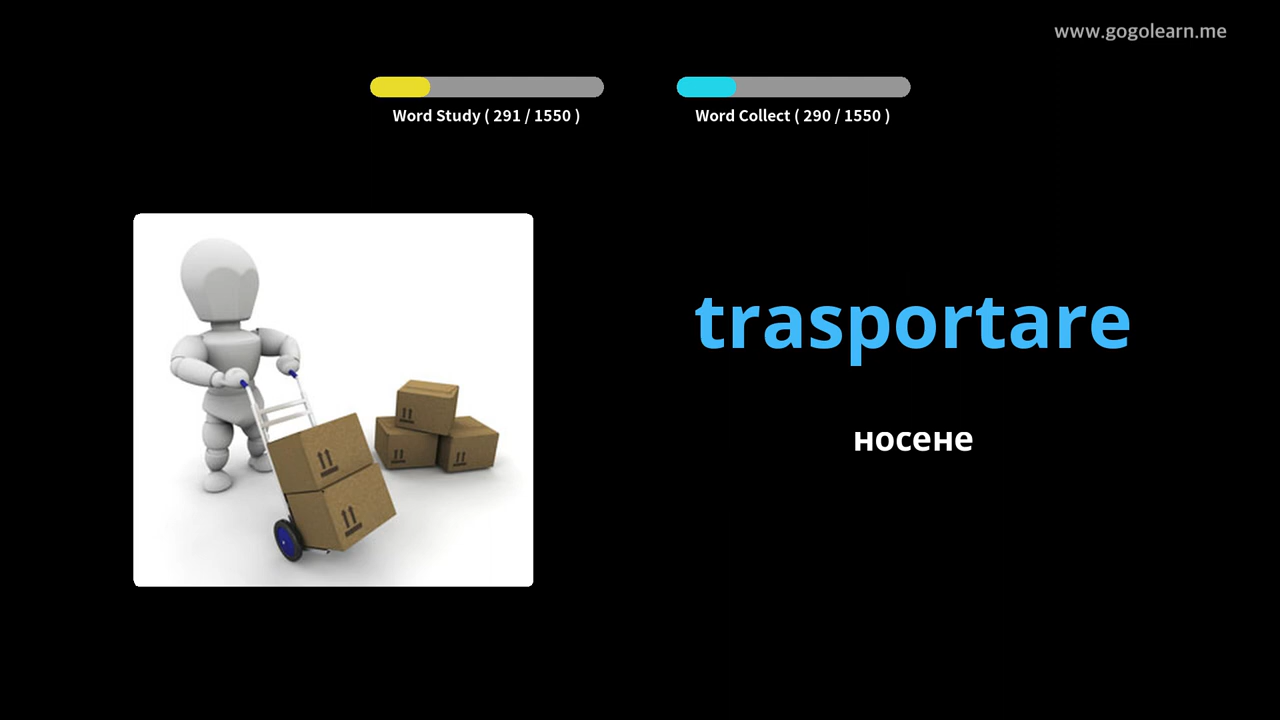 www.gogolearn.me
Word Study ( 291 / 1550 )
Word Collect ( 290 / 1550 )
trasportare
носене